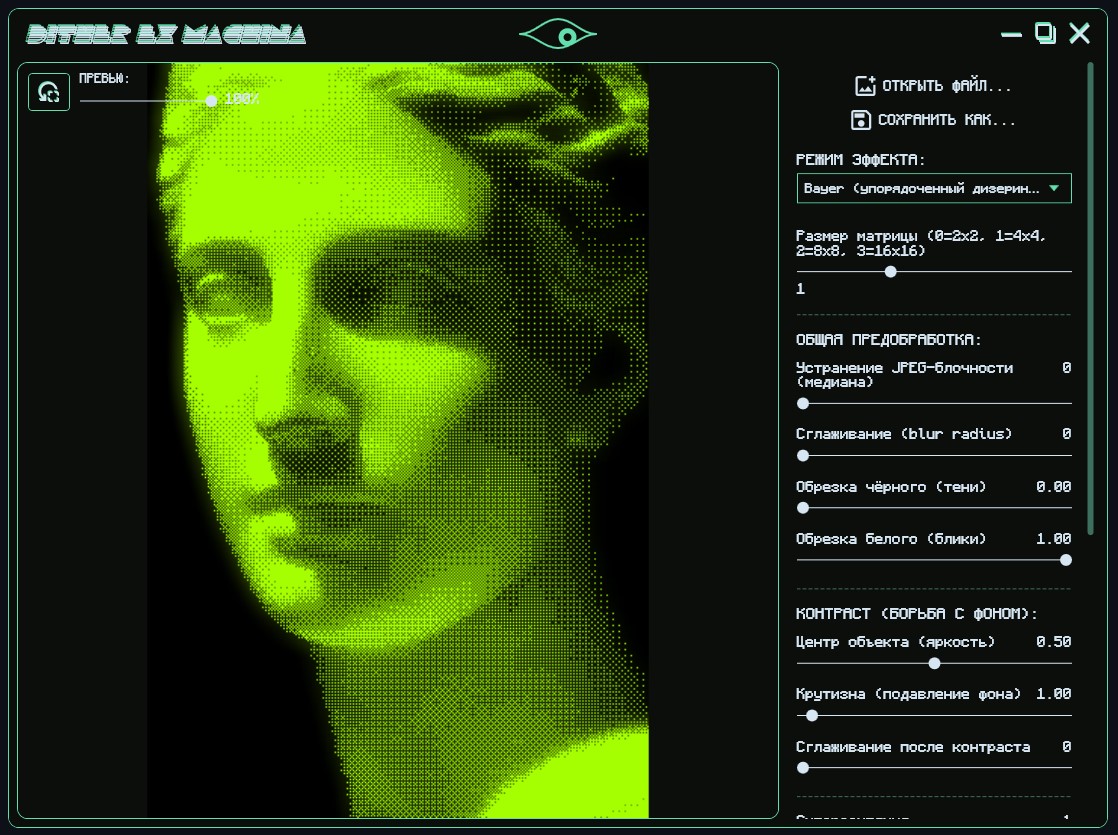 DITHER EX MACHINA
ПРЕВЬЮ:
100%
ОТКРЫТЬ ФАЙЛ...
СОХРАНИТЬ КАК...
РЕЖИМ ЭФФЕКТА:
Bayer (упорядоченный дизерин...
Размер матрицы (0=2x2, 1=4x4,
2=8x8, 3=16x16)
1
ОБЩАЯ ПРЕДОБРАБОТКА:
Устранение JPEG-блочности 0
(медиана)
Сглаживание (blur radius) 0
Обрезка чёрного (тени) 0.00
Обрезка белого (блики) 1.00
КОНТРАСТ (БОРЬБА С ФОНОМ):
Центр объекта (яркость) 0.50
Крутизна (подавление фона) 1.00
Сглаживание после контраста 0